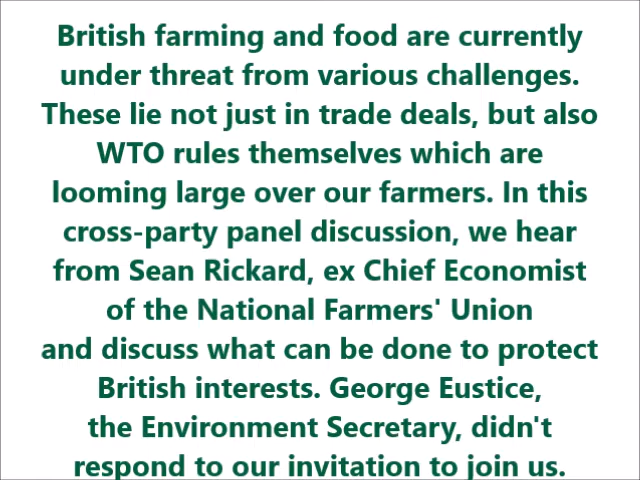 British farming and food are currently
under threat from various challenges.
These lie not just in trade deals, but also
WTO rules themselves which are
looming large over our farmers. In this
cross-party panel discussion, we hear
from Sean Rickard, ex Chief Economist
of the National Farmers' Union
and discuss what can be done to protect
British interests. George Eustice,
the Environment Secretary, didn't
respond to our invitation to join us.